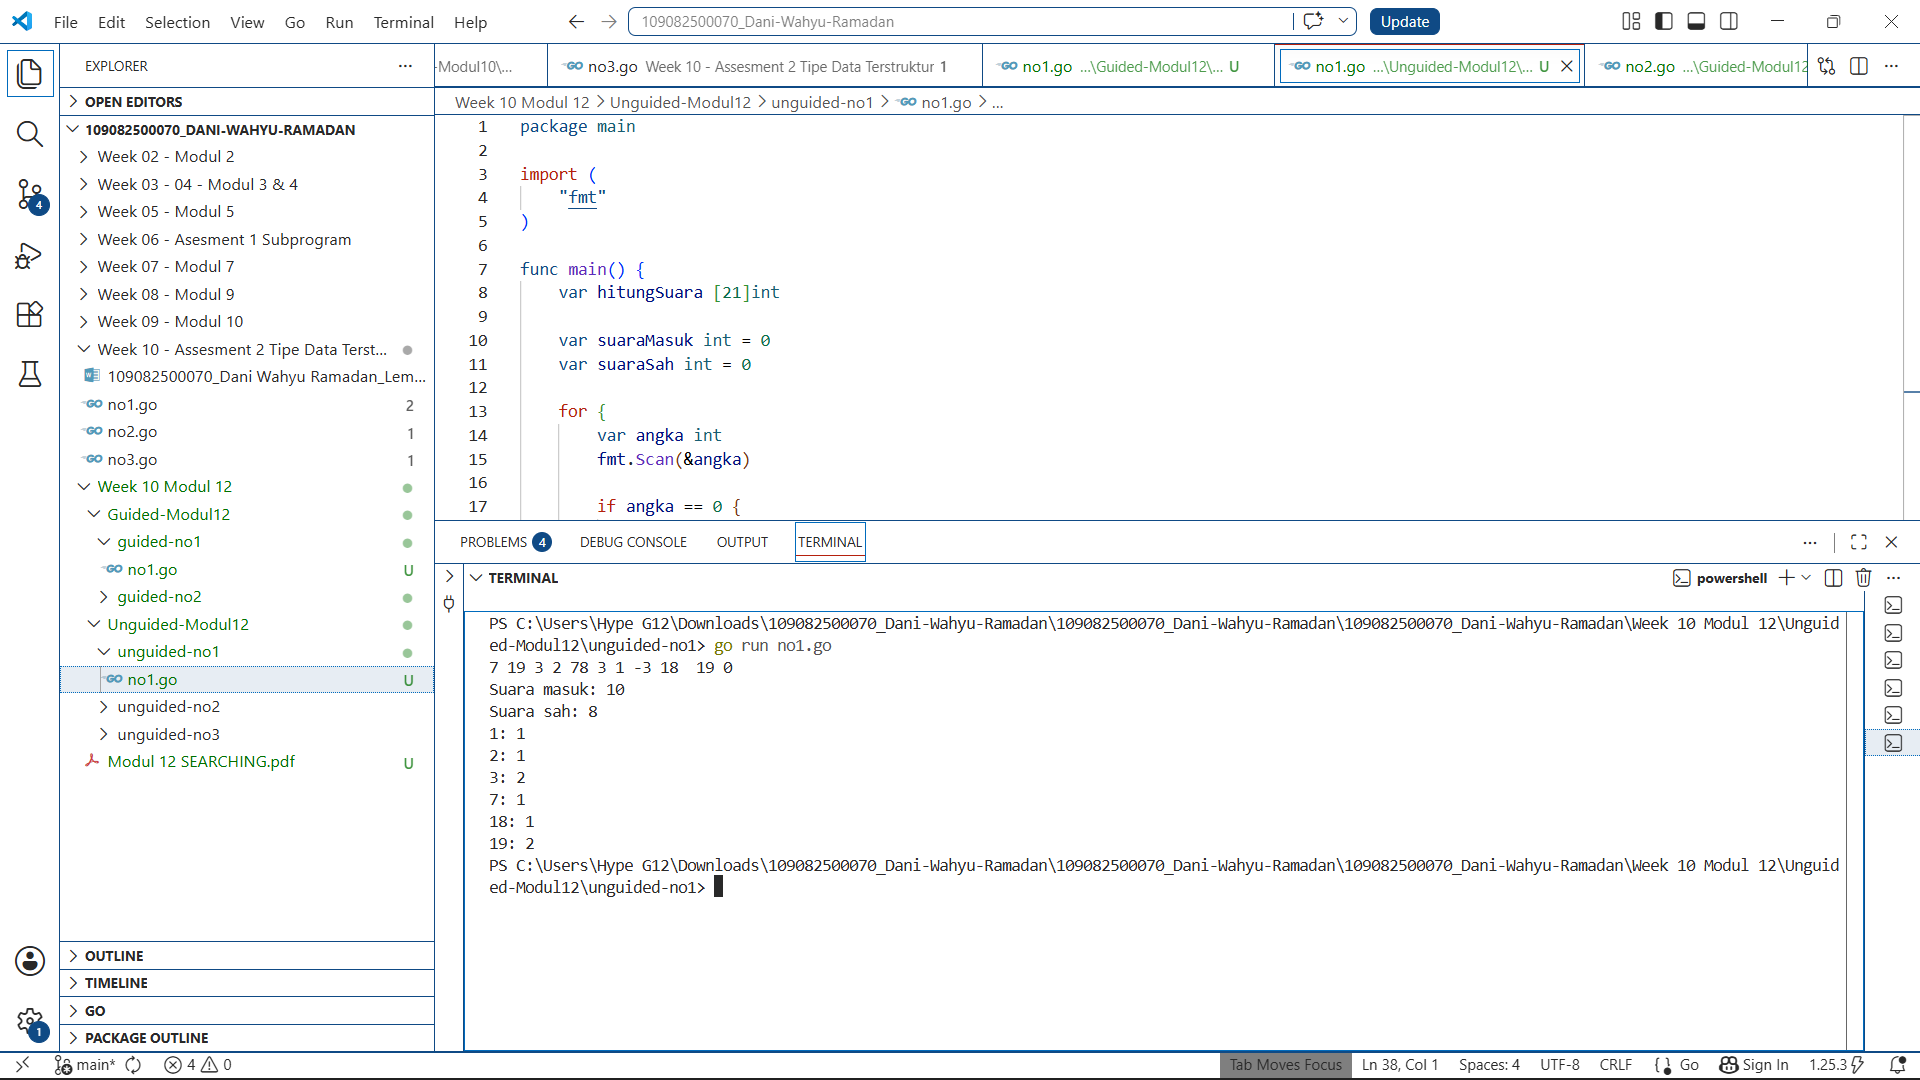 File Edit Selection View Go Run Terminal Help
109082500070_Dani-Wahyu-Ramadan
Update
EXPLORER
OPEN EDITORS
109082500070_DANI-WAHYU-RAMADAN
Week 02 - Modul 2
Week 03 - 04 - Modul 3 & 4
Week 05 - Modul 5
Week 06 - Asesment 1 Subprogram
Week 07 - Modul 7
Week 08 - Modul 9
Week 09 - Modul 10
Week 10 - Assesment 2 Tipe Data Terst...
109082500070_Dani Wahyu Ramadan_Lem...
no1.go 2
no2.go 1
no3.go 1
Week 10 Modul 12
Guided-Modul12
guided-no1
no1.go U
guided-no2
Unguided-Modul12
unguided-no1
no1.go U
unguided-no2
unguided-no3
Modul 12 SEARCHING.pdf U
OUTLINE
TIMELINE
GO
PACKAGE OUTLINE
4
1
-Modul10\...
no3.go Week 10 - Assesment 2 Tipe Data Terstruktur 1
no1.go ...\Guided-Modul12\... U
no1.go ...\Unguided-Modul12\... U
no2.go ...\Guided-Modul12
Week 10 Modul 12 > Unguided-Modul12 > unguided-no1 > no1.go > ...
1 package main
2
3 import (
4 "fmt"
5 )
6
7 func main() {
8 var hitungSuara [21]int
9
10 var suaraMasuk int = 0
11 var suaraSah int = 0
12
13 for {
14 var angka int
15 fmt.Scan(&angka)
16
17 if angka == 0 {
PROBLEMS 4 DEBUG CONSOLE OUTPUT TERMINAL
TERMINAL
powershell
PS C:\Users\Hype G12\Downloads\109082500070_Dani-Wahyu-Ramadan\109082500070_Dani-Wahyu-Ramadan\109082500070_Dani-Wahyu-Ramadan\Week 10 Modul 12\Unguid
ed-Modul12\unguided-no1> go run no1.go
7 19 3 2 78 3 1 -3 18  19 0
Suara masuk: 10
Suara sah: 8
1: 1
2: 1
3: 2
7: 1
18: 1
19: 2
PS C:\Users\Hype G12\Downloads\109082500070_Dani-Wahyu-Ramadan\109082500070_Dani-Wahyu-Ramadan\109082500070_Dani-Wahyu-Ramadan\Week 10 Modul 12\Unguid
ed-Modul12\unguided-no1>
main* 4 0 Tab Moves Focus Ln 38, Col 1 Spaces: 4 UTF-8 CRLF Go Sign In 1.25.3